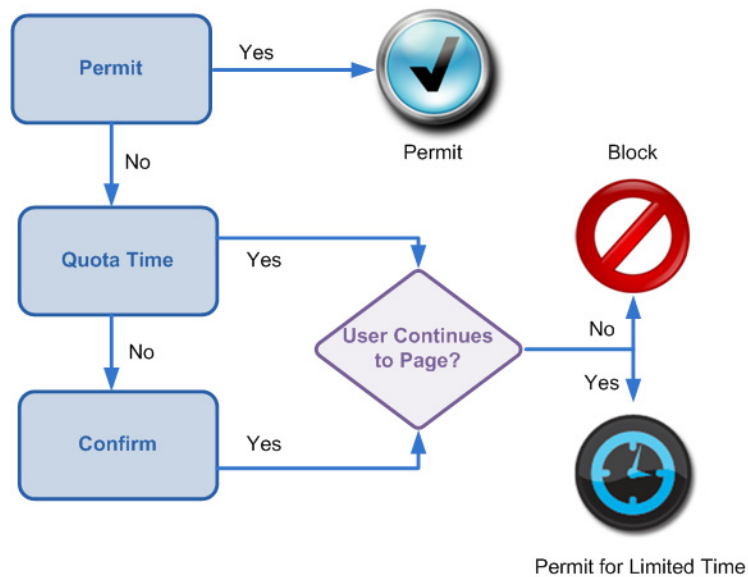 Permit
Yes
Permit
No
Block
Quota Time
Yes
User Continues
to Page?
No
No
Yes
Confirm
Yes
Permit for Limited Time